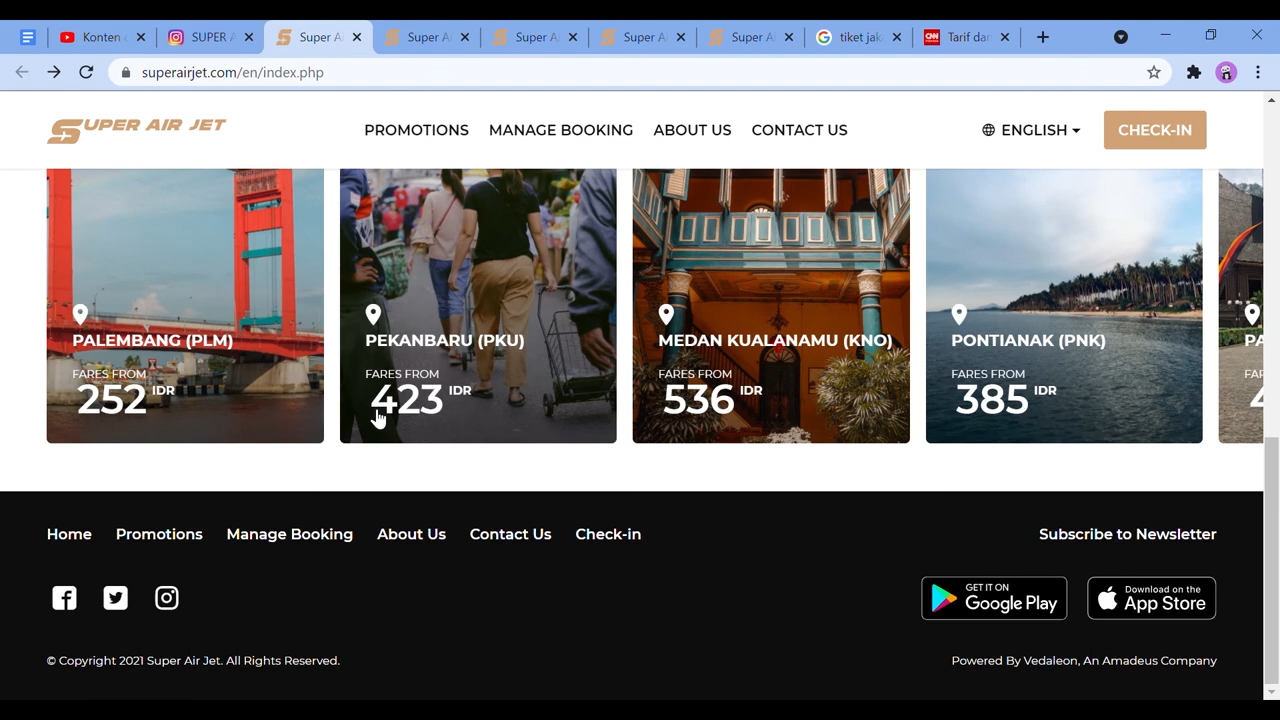 Konten
SUPER A
Super A
Super A
Super A
Super A
Super A
tiket jak
Tarif dar
superairjet.com/en/index.php
SUPER AIR JET
PROMOTIONS
MANAGE BOOKING
ABOUT US
CONTACT US
ENGLISH
CHECK-IN
PALEMBANG (PLM)
FARES FROM
252 IDR
PEKANBARU (PKU)
FARES FROM
423 IDR
MEDAN KUALANAMU (KNO)
FARES FROM
536 IDR
PONTIANAK (PNK)
FARES FROM
385 IDR
Home
Promotions
Manage Booking
About Us
Contact Us
Check-in
Subscribe to Newsletter
GET IT ON
Google Play
Download on the
App Store
© Copyright 2021 Super Air Jet. All Rights Reserved.
Powered By Vedaleon, An Amadeus Company